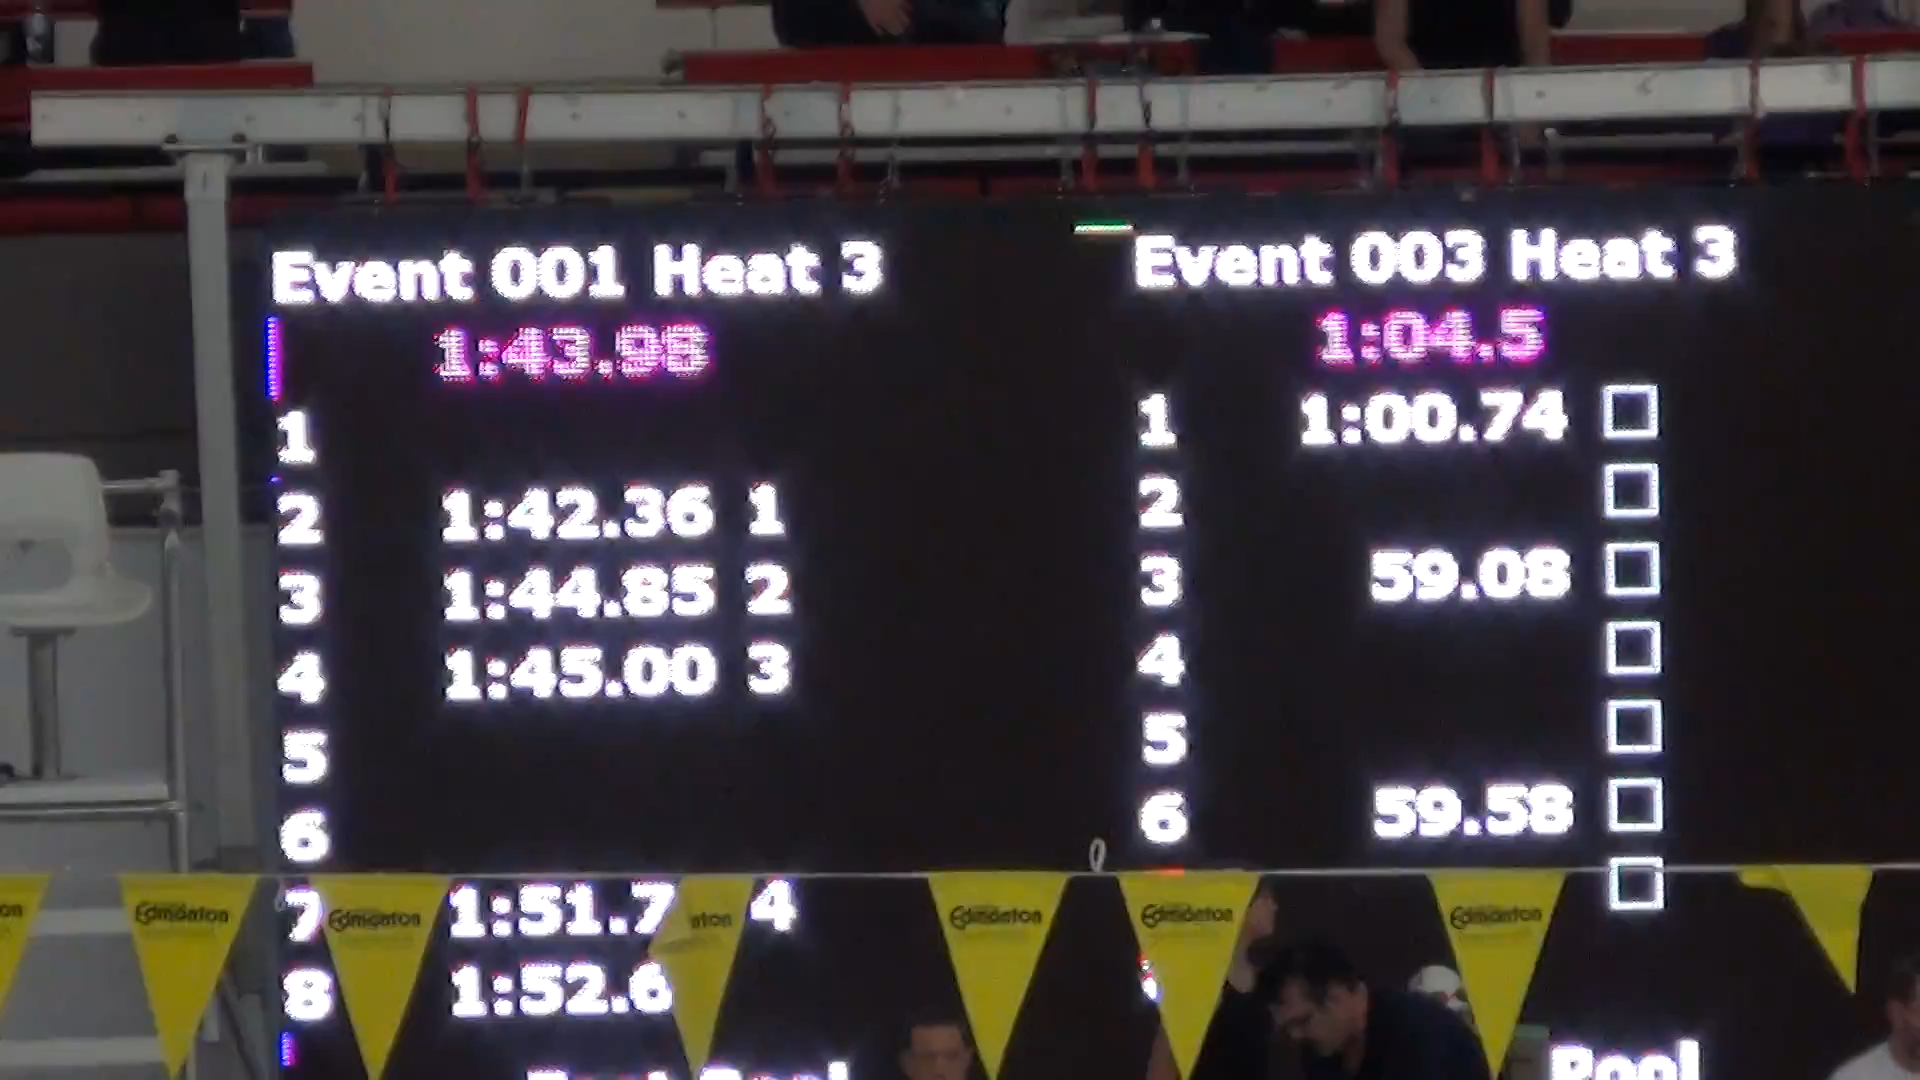 Event 001 Heat 3
1:43.98
1
2 1:42.36 1
3 1:44.85 2
4 1:45.00 3
5
6
7 1:51.7 4
8 1:52.6
Event 003 Heat 3
1:04.5
1 1:00.74
2
3 59.08
4
5
6 59.58
Pool
Edmonton
Edmonton
Edmonton
Edmonton
Edmonton